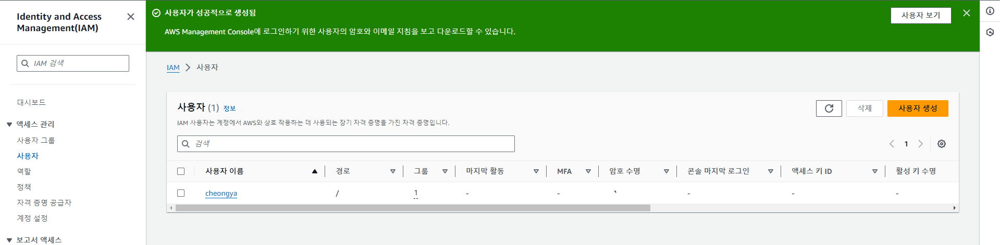 Identity and Access
Management(IAM)
IAM 검색
대시보드
액세스 관리
사용자 그룹
사용자
역할
정책
자격 증명 공급자
계정 설정
보고서 액세스
사용자가 성공적으로 생성됨
사용자 보기
AWS Management Console에 로그인하기 위한 사용자의 암호와 이메일 지침을 보고 다운로드할 수 있습니다.
IAM > 사용자
사용자 (1) 정보
삭제
사용자 생성
IAM 사용자는 계정에서 AWS와 상호 작용하는 데 사용되는 장기 자격 증명을 가진 자격 증명입니다.
검색
1
사용자 이름 경로 그룹 마지막 활동 MFA 암호 수명 콘솔 마지막 로그인 액세스 키 ID 활성 키 수명
cheongya / 1 - - - - -